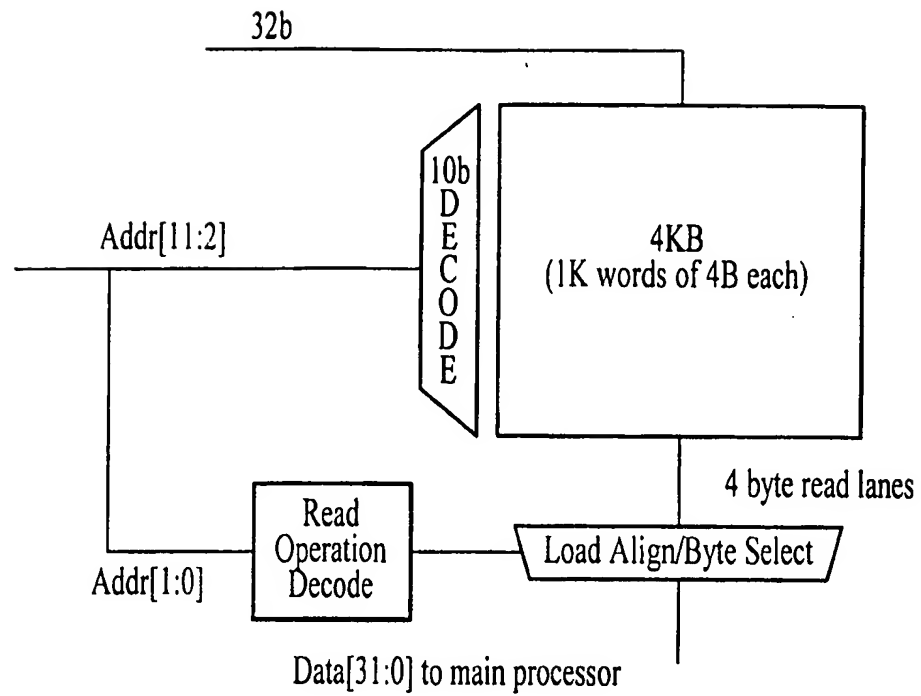 32b
10b
D
E
C
O
D
E
Addr[11:2]
4KB
(1K words of 4B each)
4 byte read lanes
Read
Operation
Decode
Load Align/Byte Select
Addr[1:0]
Data[31:0] to main processor